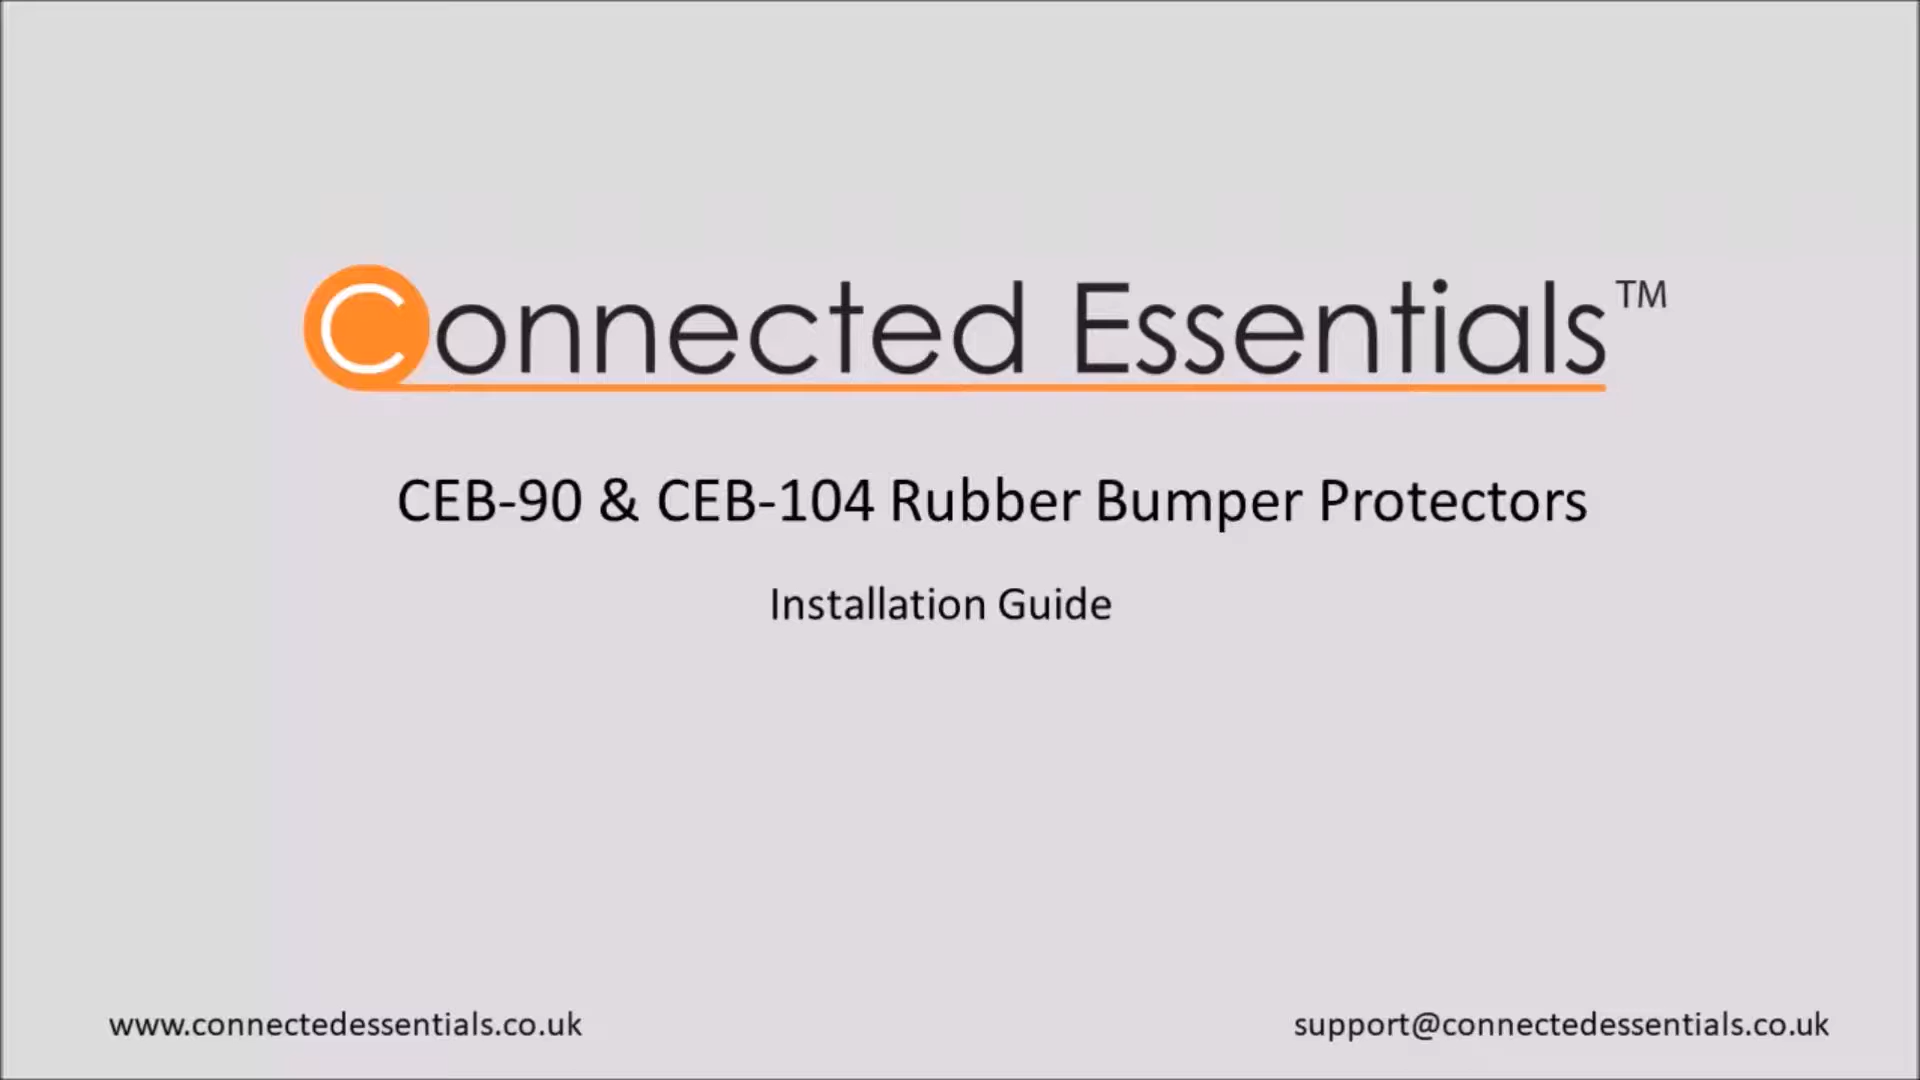 Connected Essentials™
CEB-90 & CEB-104 Rubber Bumper Protectors
Installation Guide
www.connectedessentials.co.uk
support@connectedessentials.co.uk